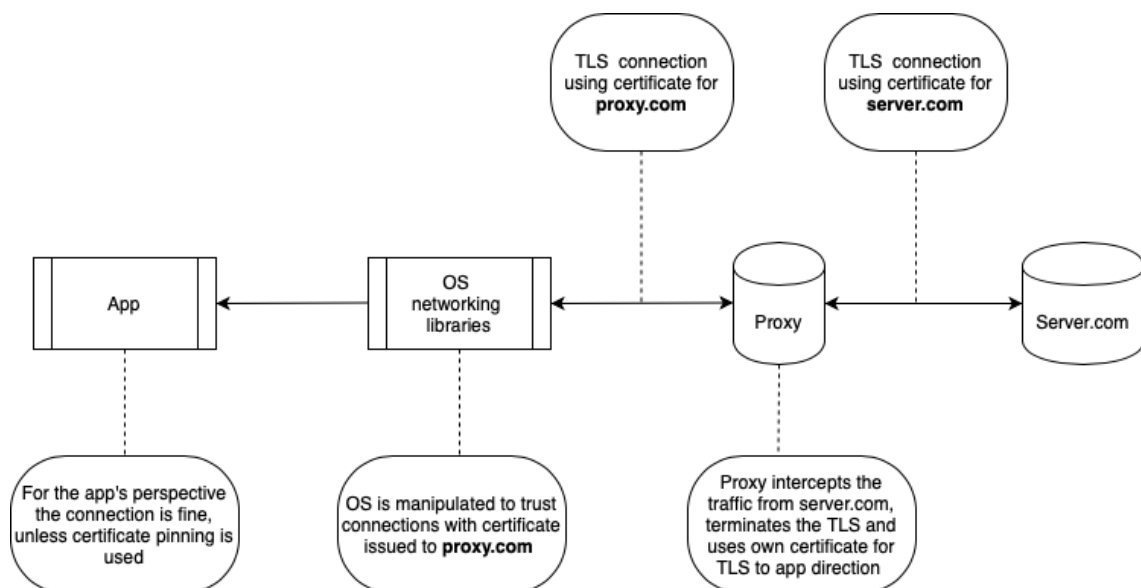 TLS connection
using certificate for
proxy.com
TLS connection
using certificate for
server.com
App
OS
networking
libraries
Proxy
Server.com
For the app's perspective
the connection is fine,
unless certificate pinning is
used
OS is manipulated to trust
connections with certificate
issued to proxy.com
Proxy intercepts the
traffic from server.com,
terminates the TLS and
uses own certificate for
TLS to app direction